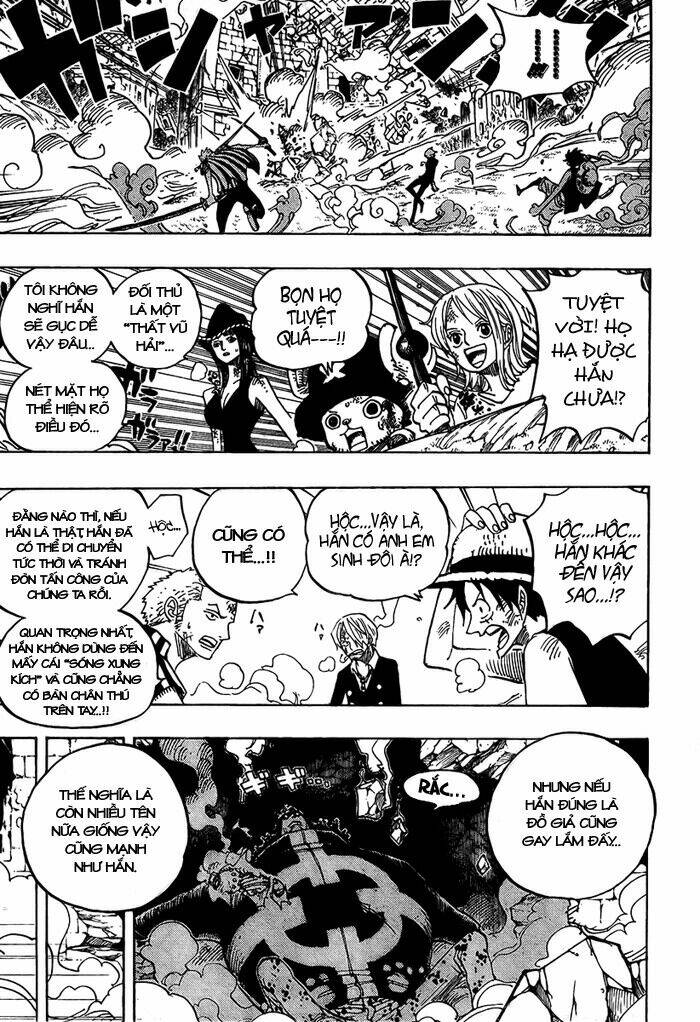 TUYỆT
VỜI! HỌ
HẠ ĐƯỢC
HẮN
CHƯA!?
BỌN HỌ
TUYỆT
QUÁ---!!
ĐỐI THỦ
LÀ MỘT
"THẤT VŨ
HẢI"...
TÔI KHÔNG
NGHĨ HẮN
SẼ GỤC DỄ
VẬY ĐÂU...
NÉT MẶT HỌ
THỂ HIỆN RÕ
ĐIỀU ĐÓ...
HỘC...HỘC...
HẮN KHÁC
ĐẾN VẬY
SAO...!?
HỘC...VẬY LÀ,
HẮN CÓ ANH EM
SINH ĐÔI À!?
CŨNG CÓ
THỂ...!!
HỘC...
ĐẰNG NÀO THÌ, NẾU
HẮN LÀ THẬT, HẮN ĐÃ
CÓ THỂ DI CHUYỂN
TỨC THỜI VÀ TRÁNH
ĐÒN TẤN CÔNG CỦA
CHÚNG TA RỒI.
QUAN TRỌNG NHẤT,
HẮN KHÔNG DÙNG ĐẾN
MẤY CÁI "SÓNG XUNG
KÍCH" VÀ CŨNG CHẲNG
CÓ BÀN CHÂN THÚ
TRÊN TAY...!!
NHƯNG NẾU
HẮN ĐÚNG LÀ
ĐỒ GIẢ CŨNG
GAY LẮM ĐẤY...
RẮC...
THẾ NGHĨA LÀ
CÒN NHIỀU TÊN
NỮA GIỐNG VẬY
CŨNG MẠNH
NHƯ HẮN.